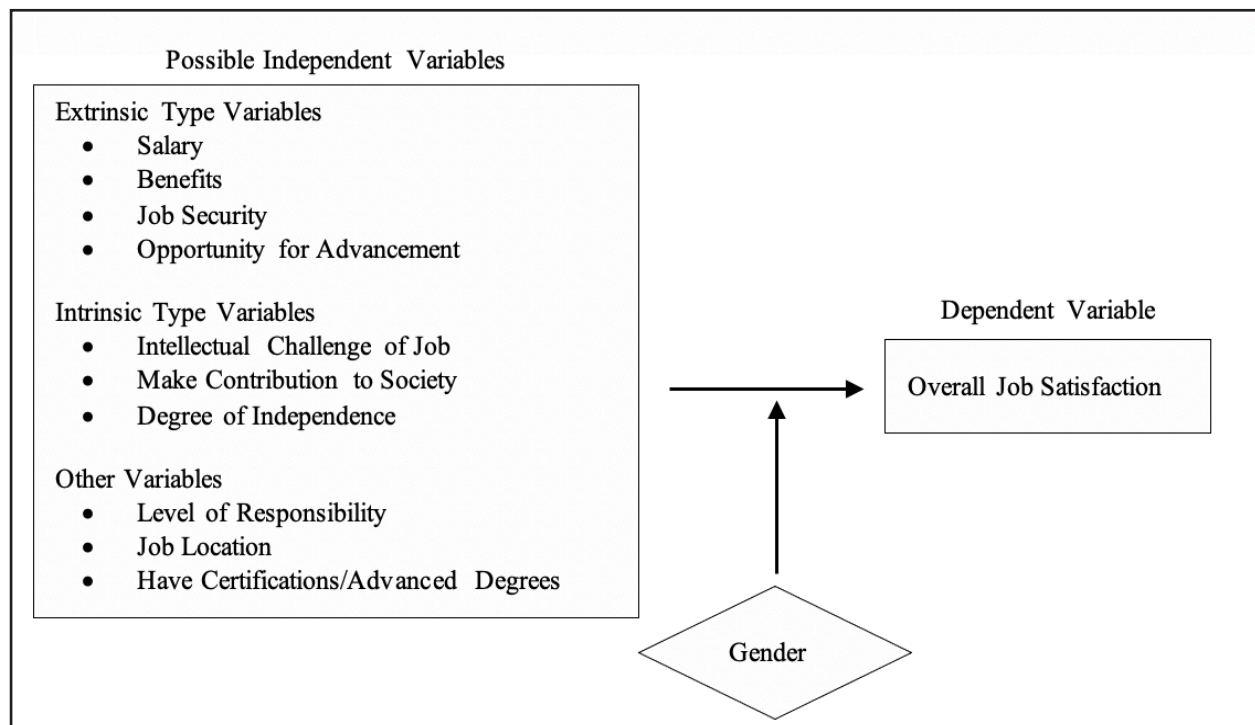 Possible Independent Variables
Extrinsic Type Variables
• Salary
• Benefits
• Job Security
• Opportunity for Advancement
Intrinsic Type Variables
• Intellectual Challenge of Job
• Make Contribution to Society
• Degree of Independence
Other Variables
• Level of Responsibility
• Job Location
• Have Certifications/Advanced Degrees
Dependent Variable
Overall Job Satisfaction
Gender